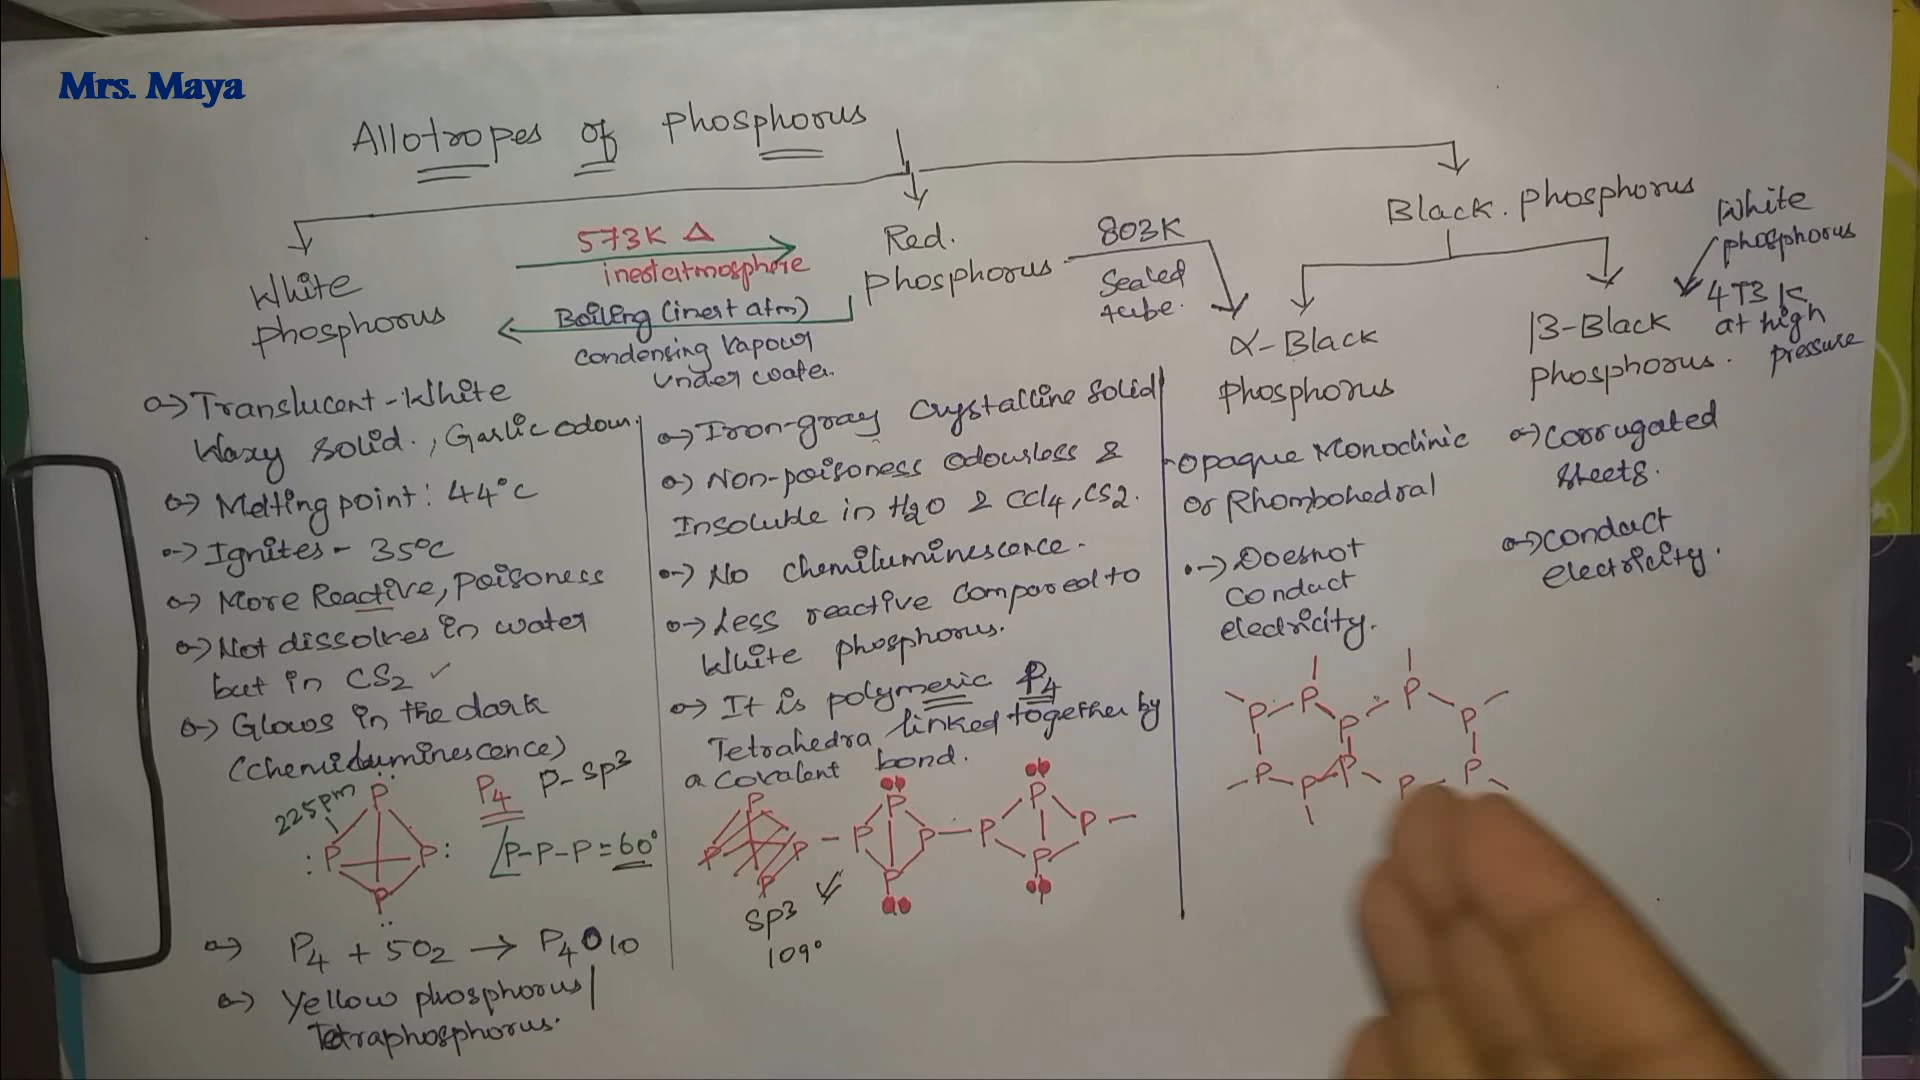 Mrs. Maya
Allotropes of Phosphorus
White
phosphorus
573K Δ
inert atmosphere
Boiling (inert atm)
condensing vapour
under water.
Red.
phosphorus
803K
Sealed
tube.
Black. phosphorus
α-Black
phosphorus
β-Black
phosphorus.
White
phosphorus
473 K
at high
pressure
Translucent-White
Waxy solid., Garlic odour.
Melting point: 44°C
Ignites - 35°C
More Reactive, poisoness
Not dissolves in water
but in CS2 ✓
Glows in the dark
(chemiluminescence)
225pm
P4 P-sp3
P
:P P:
P
∠P-P-P = 60°
P4 + 5O2 → P4O10
Yellow phosphorus/
Tetraphosphorus.
Iron-gray crystalline solid
Non-poisoness odourless &
Insoluble in H2O & CCl4, CS2.
No chemiluminescence.
Less reactive compared to
White phosphorus.
It is polymeric P4
Tetrahedra linked together by
a covalent bond.
P P P
P P - P P - P P -
P P P
sp3
109°
opaque Monoclinic
or Rhombohedral
Doesnot
conduct
electricity.
P P P P P
P P P P P
corrugated
sheets.
conduct
electricity.